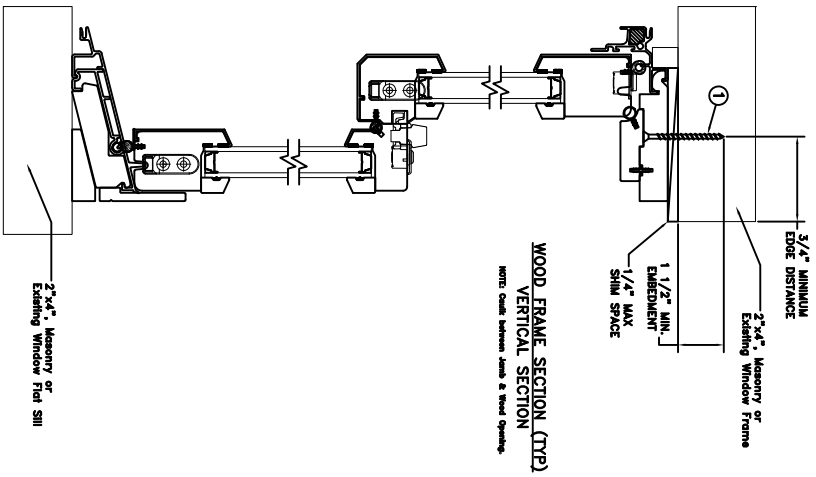 1
3/4" MINIMUM
EDGE DISTANCE
2"x4", Masonry or
Existing Window Frame
1 1/2" MIN.
EMBEDMENT
1/4" MAX
SHIM SPACE
WOOD FRAME SECTION (TYP)
VERTICAL SECTION
NOTE: Caulk between Jamb & Wood Opening.
2"x4", Masonry or
Existing Window Flat Sill